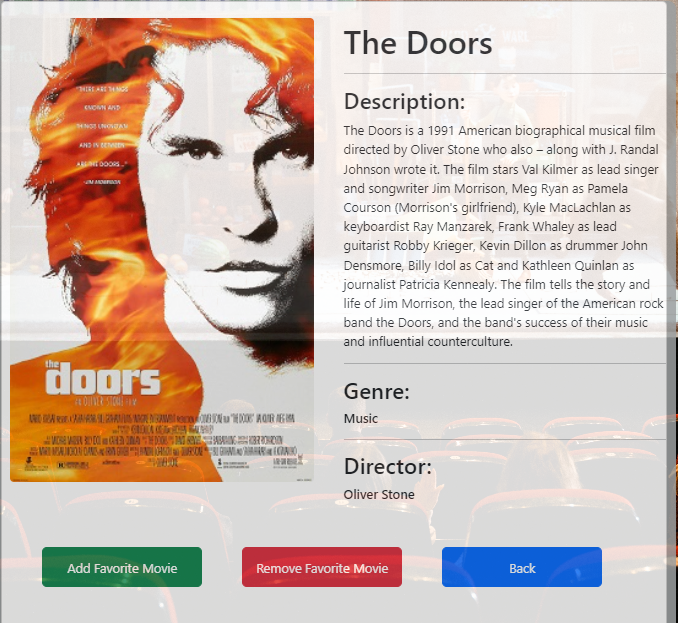 The Doors
Description:
The Doors is a 1991 American biographical musical film
directed by Oliver Stone who also – along with J. Randal
Johnson wrote it. The film stars Val Kilmer as lead singer
and songwriter Jim Morrison, Meg Ryan as Pamela
Courson (Morrison's girlfriend), Kyle MacLachlan as
keyboardist Ray Manzarek, Frank Whaley as lead
guitarist Robby Krieger, Kevin Dillon as drummer John
Densmore, Billy Idol as Cat and Kathleen Quinlan as
journalist Patricia Kennealy. The film tells the story and
life of Jim Morrison, the lead singer of the American rock
band the Doors, and the band's success of their music
and influential counterculture.
Genre:
Music
Director:
Oliver Stone
"THERE ARE THINGS
KNOWN AND
THINGS UNKNOWN
AND IN BETWEEN
ARE THE DOORS..."
-JIM MORRISON
the
doors
AN OLIVER STONE FILM
Add Favorite Movie
Remove Favorite Movie
Back